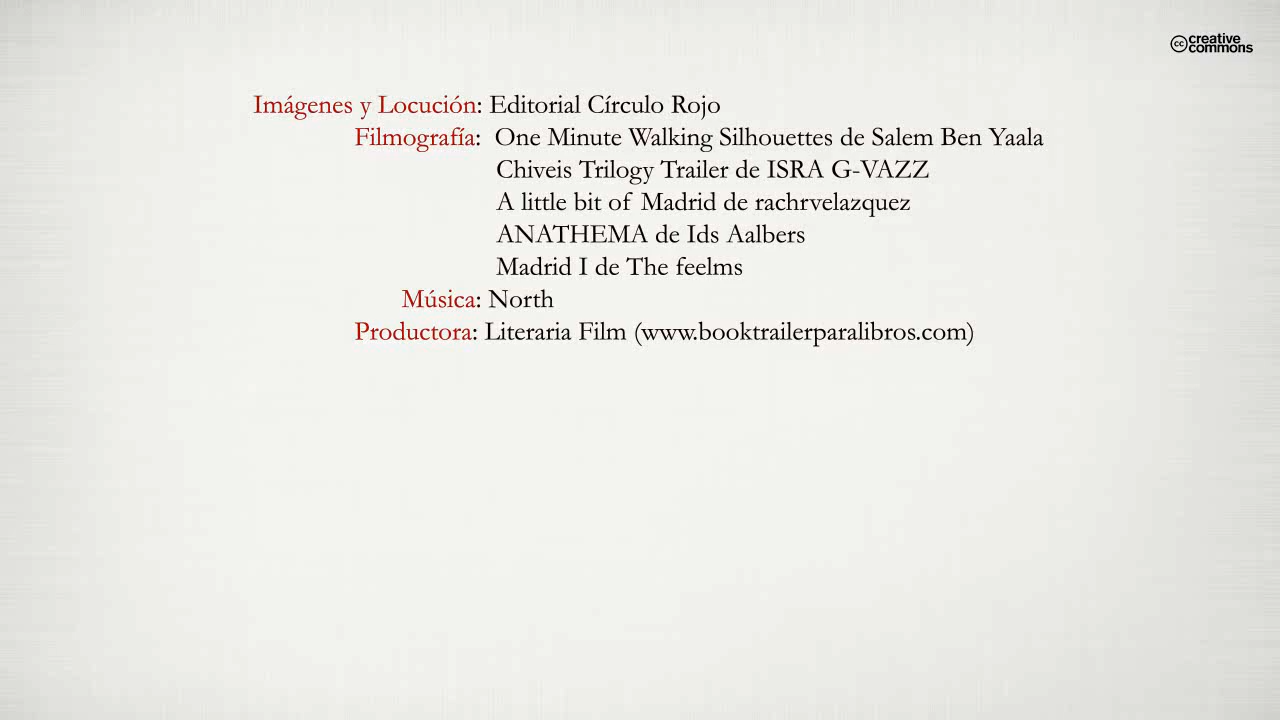 cc creative
commons
Imágenes y Locución: Editorial Círculo Rojo
Filmografía: One Minute Walking Silhouettes de Salem Ben Yaala
Chiveis Trilogy Trailer de ISRA G-VAZZ
A little bit of Madrid de rachrvelazquez
ANATHEMA de Ids Aalbers
Madrid I de The feelms
Música: North
Productora: Literaria Film (www.booktrailerparalibros.com)